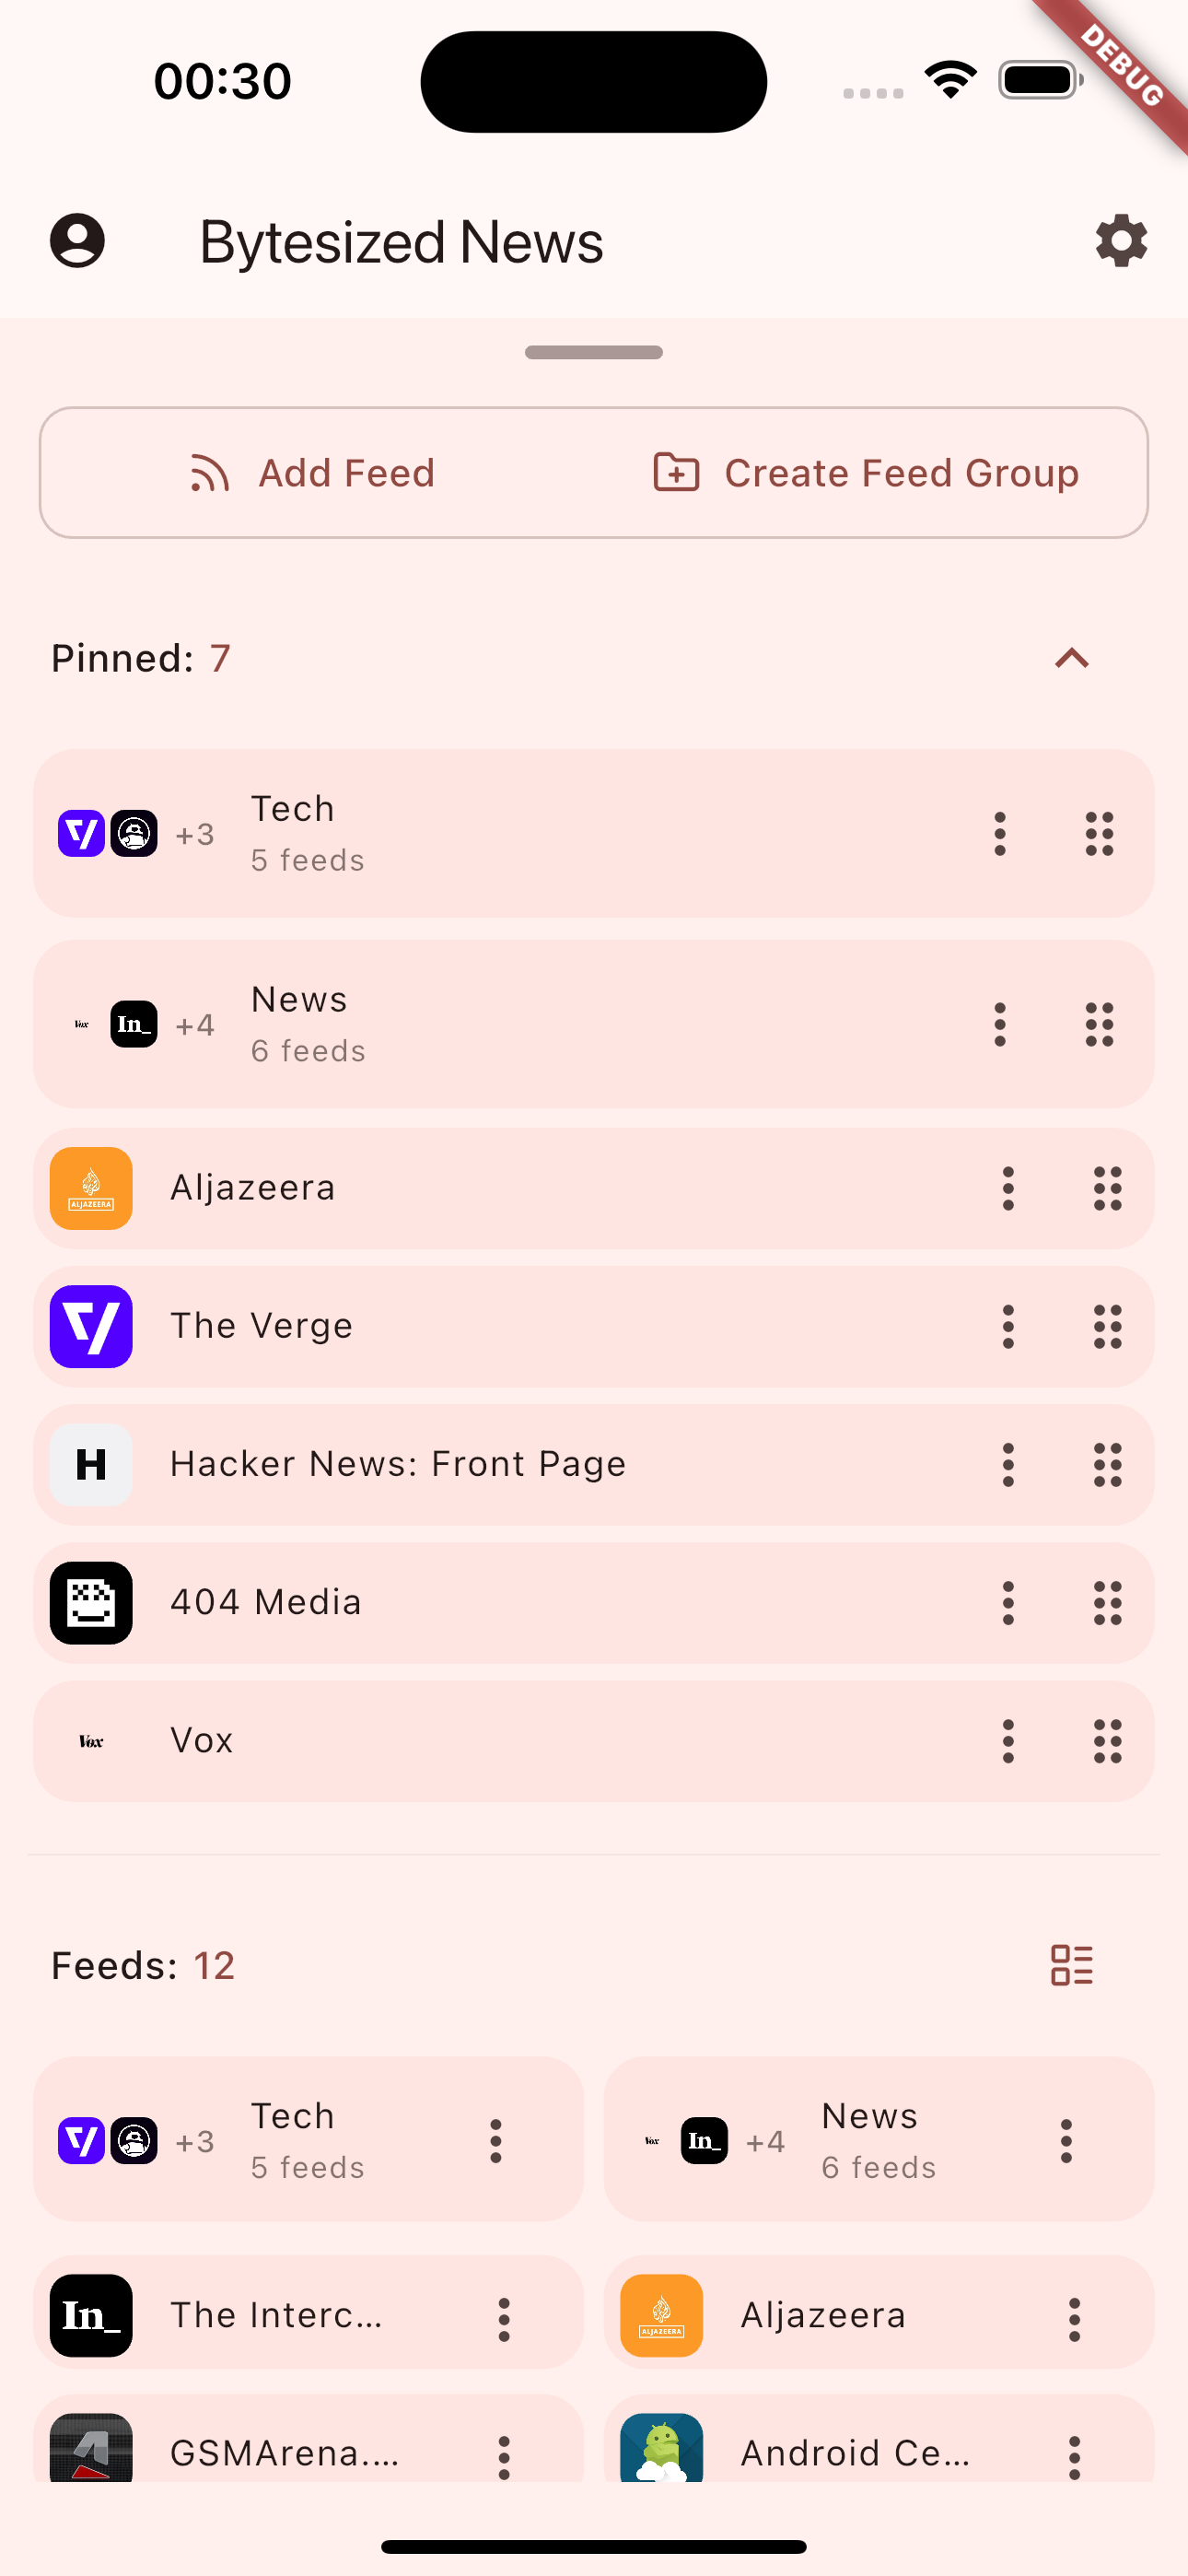 00:30
DEBUG
Bytesized News
Add Feed
Create Feed Group
Pinned: 7
+3
Tech
5 feeds
Vox
In_
+4
News
6 feeds
ALJAZEERA
Aljazeera
The Verge
H
Hacker News: Front Page
404 Media
Vox
Vox
Feeds: 12
+3
Tech
5 feeds
Vox
In_
+4
News
6 feeds
In_
The Interc...
ALJAZEERA
Aljazeera
GSMArena....
Android Ce...